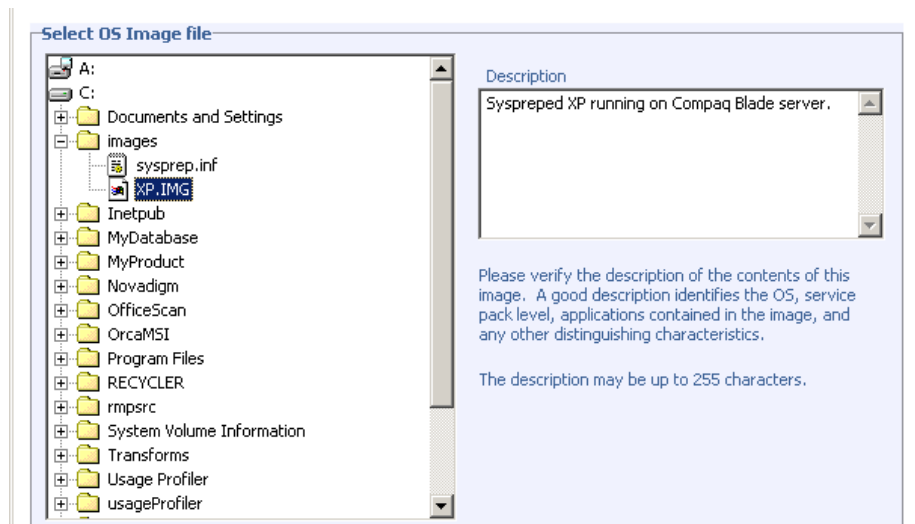 Select OS Image file
A:
C:
Documents and Settings
images
sysprep.inf
XP.IMG
Inetpub
MyDatabase
MyProduct
Novadigm
OfficeScan
OrcaMSI
Program Files
RECYCLER
rmpsrc
System Volume Information
Transforms
Usage Profiler
usageProfiler
Description
Syspreped XP running on Compaq Blade server.
Please verify the description of the contents of this
image. A good description identifies the OS, service
pack level, applications contained in the image, and
any other distinguishing characteristics.
The description may be up to 255 characters.